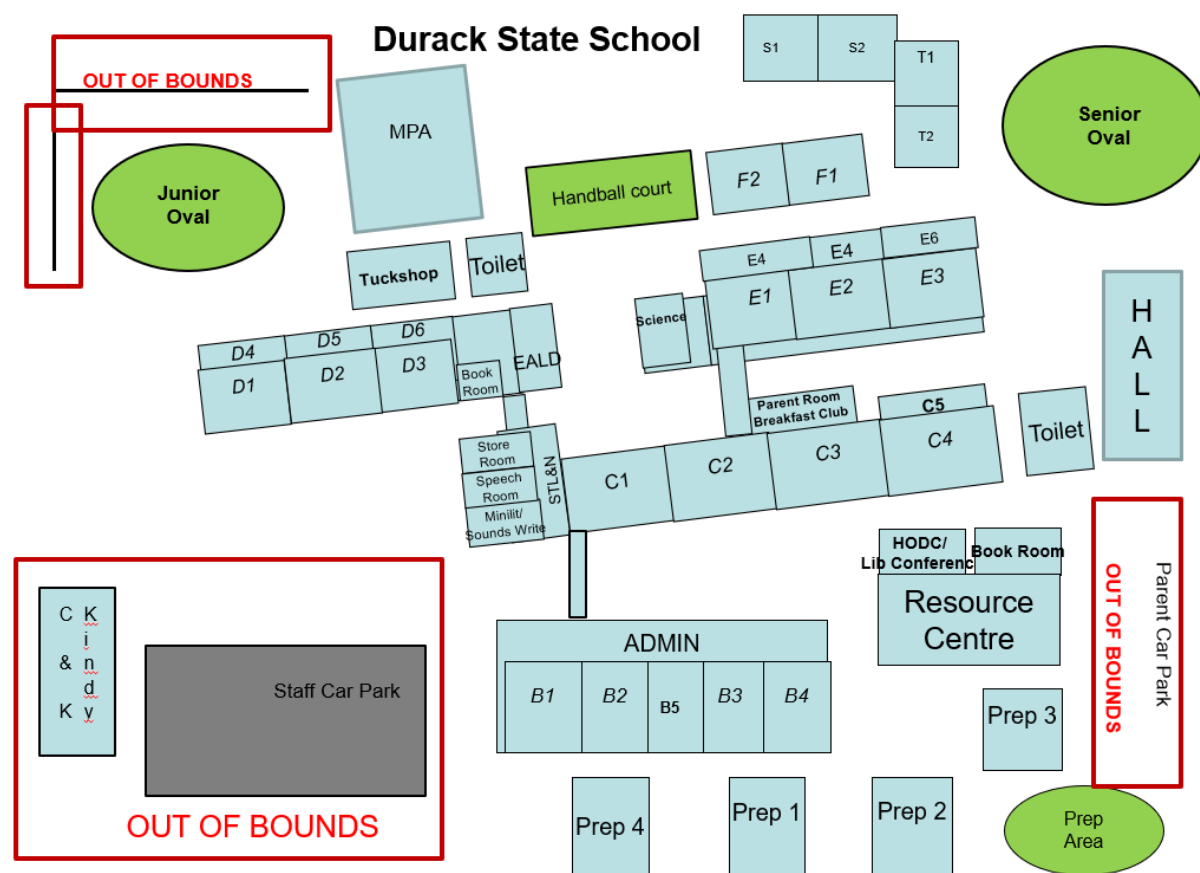 Durack State School
OUT OF BOUNDS
MPA
S1
S2
T1
T2
Senior
Oval
Junior
Oval
Handball court
F2
F1
Tuckshop
Toilet
E4
E4
E6
E1
E2
E3
Science
H
A
L
L
D4
D5
D6
D1
D2
D3
Book
Room
EALD
Parent Room
Breakfast Club
C5
Store
Room
Speech
Room
Minilit/
Sounds Write
STL&N
C1
C2
C3
C4
Toilet
HODC/
Lib Conferenc
Book Room
Resource
Centre
OUT OF BOUNDS
Parent Car Park
C
&
K
Kindy
Staff Car Park
OUT OF BOUNDS
ADMIN
B1
B2
B5
B3
B4
Prep 3
Prep 4
Prep 1
Prep 2
Prep
Area